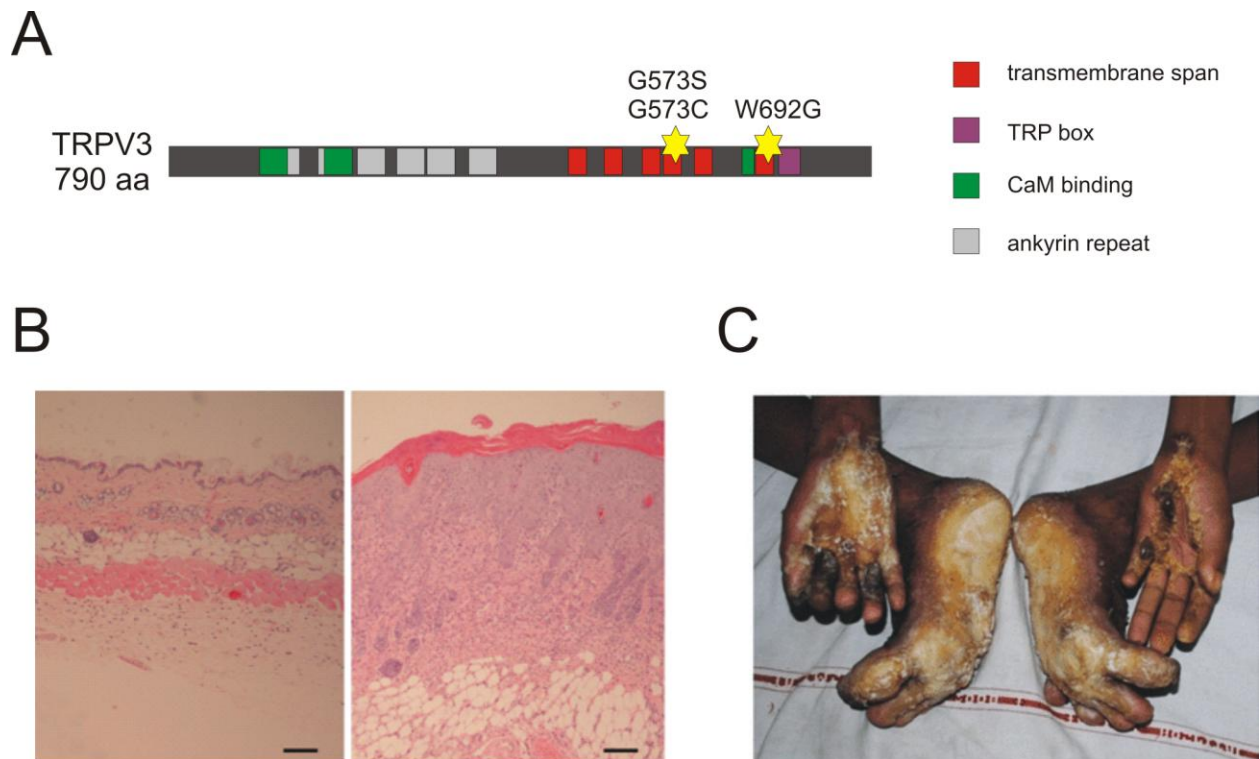 A
G573S
G573C
W692G
TRPV3
790 aa
transmembrane span
TRP box
CaM binding
ankyrin repeat
B
C